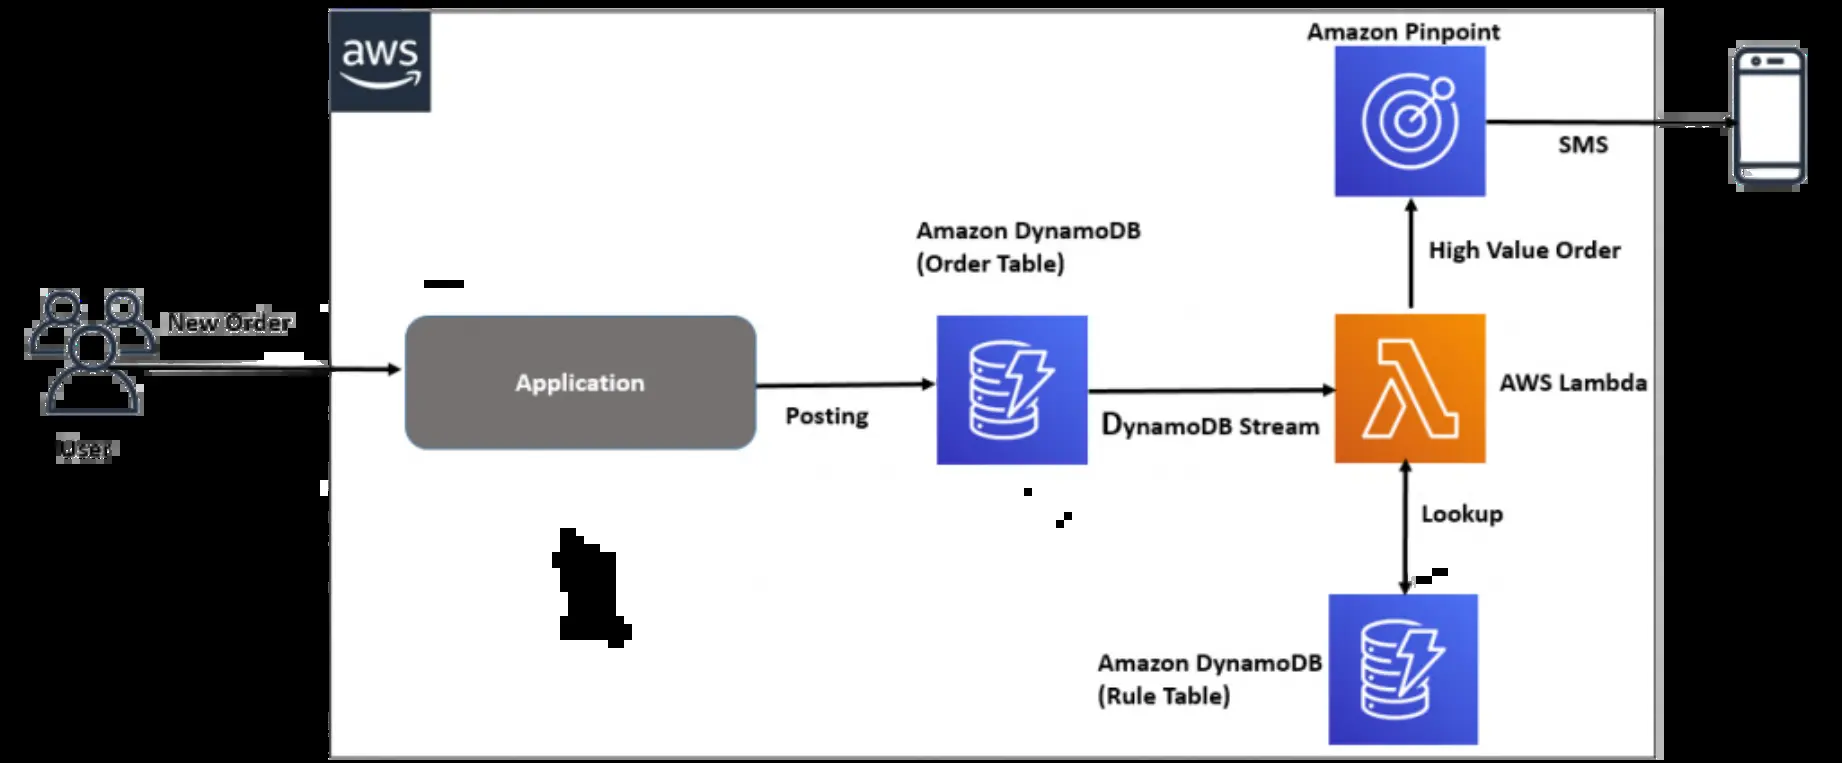 aws
Amazon Pinpoint
SMS
High Value Order
Amazon DynamoDB
(Order Table)
New Order
User
Application
Posting
DynamoDB Stream
AWS Lambda
Lookup
Amazon DynamoDB
(Rule Table)